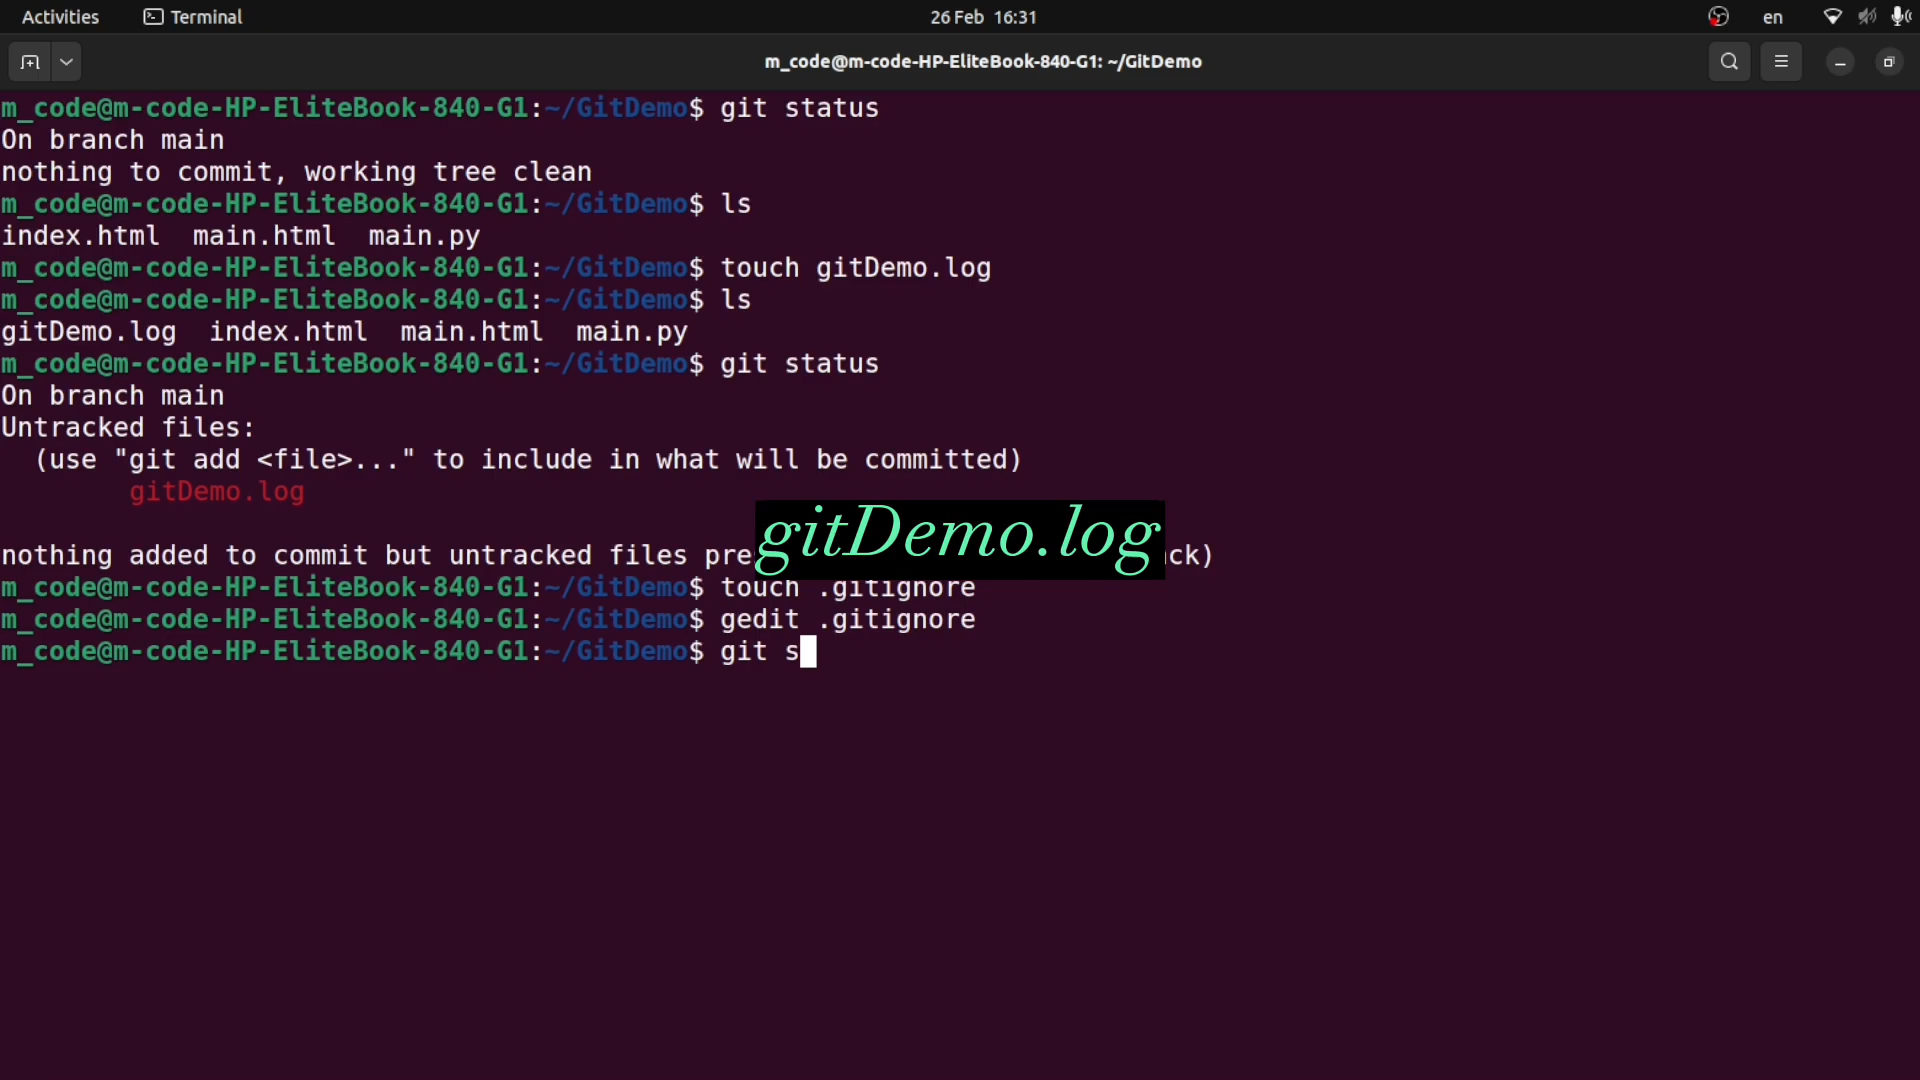 Activities Terminal 26 Feb 16:31 en
m_code@m-code-HP-EliteBook-840-G1: ~/GitDemo
m_code@m-code-HP-EliteBook-840-G1:~/GitDemo$ git status
On branch main
nothing to commit, working tree clean
m_code@m-code-HP-EliteBook-840-G1:~/GitDemo$ ls
index.html main.html main.py
m_code@m-code-HP-EliteBook-840-G1:~/GitDemo$ touch gitDemo.log
m_code@m-code-HP-EliteBook-840-G1:~/GitDemo$ ls
gitDemo.log index.html main.html main.py
m_code@m-code-HP-EliteBook-840-G1:~/GitDemo$ git status
On branch main
Untracked files:
(use "git add <file>..." to include in what will be committed)
gitDemo.log
gitDemo.log
nothing added to commit but untracked files pre ck)
m_code@m-code-HP-EliteBook-840-G1:~/GitDemo$ touch .gitignore
m_code@m-code-HP-EliteBook-840-G1:~/GitDemo$ gedit .gitignore
m_code@m-code-HP-EliteBook-840-G1:~/GitDemo$ git s